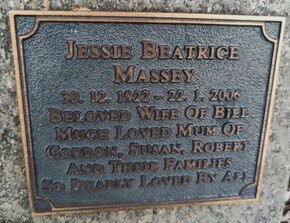 Jessie Beatrice
Massey
30. 12. 1922 – 22. 1. 2006
Beloved Wife Of Bill
Much Loved Mum Of
Gordon, Susan, Robert
And Their Families
So Dearly Loved By All